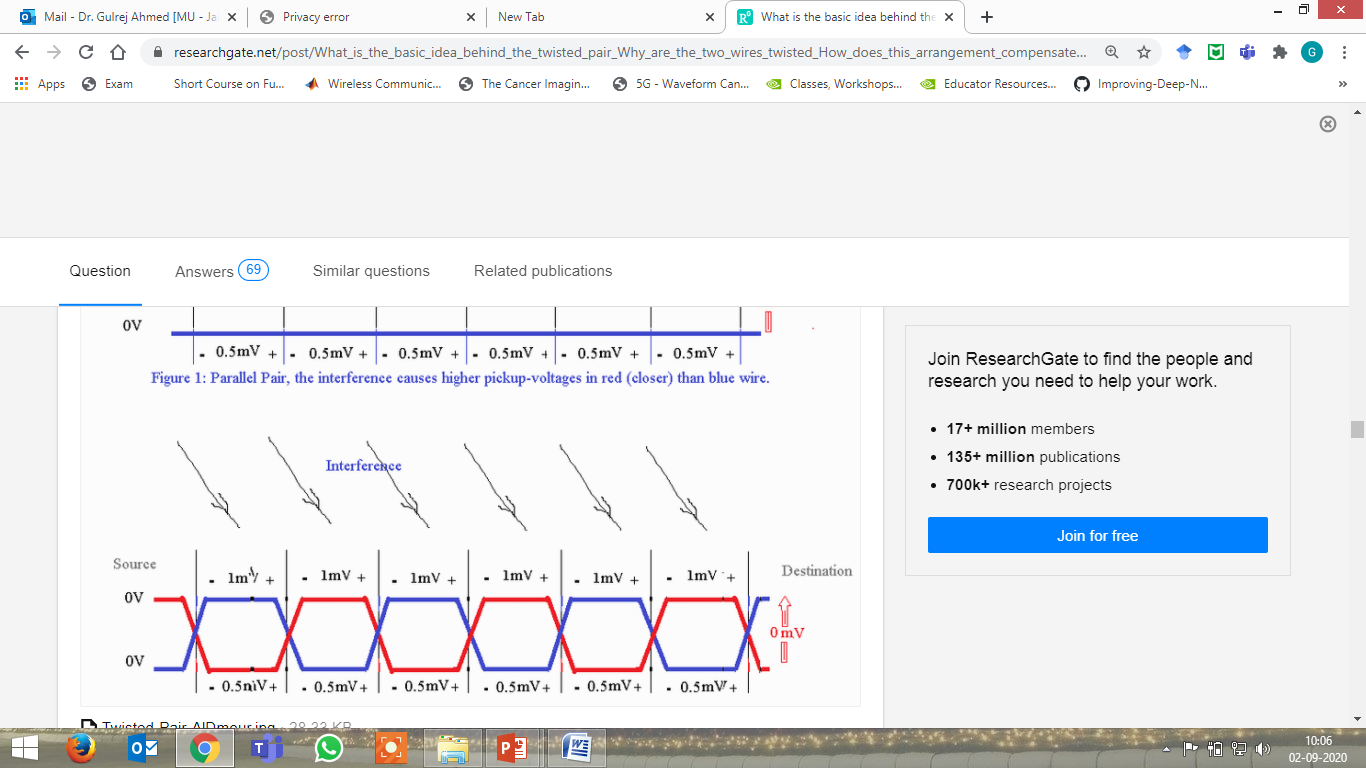 Mail - Dr. Gulrej Ahmed [MU - Ja
Privacy error
New Tab
What is the basic idea behind the
researchgate.net/post/What_is_the_basic_idea_behind_the_twisted_pair_Why_are_the_two_wires_twisted_How_does_this_arrangement_compensate...
G
Apps
Exam
Short Course on Fu...
Wireless Communic...
The Cancer Imagin...
5G - Waveform Can...
Classes, Workshops...
Educator Resources...
Improving-Deep-N...
»
Question
Answers 69
Similar questions
Related publications
0V
- 0.5mV + - 0.5mV + - 0.5mV + - 0.5mV + - 0.5mV + - 0.5mV +
Figure 1: Parallel Pair, the interference causes higher pickup-voltages in red (closer) than blue wire.
Interference
Source
- 1mV + - 1mV + - 1mV + - 1mV + - 1mV + - 1mV +
Destination
0V
0 mV
0V
- 0.5mV+ - 0.5mV+ - 0.5mV+ - 0.5mV+ - 0.5mV+ - 0.5mV+
Join ResearchGate to find the people and
research you need to help your work.
• 17+ million members
• 135+ million publications
• 700k+ research projects
Join for free
10:06
02-09-2020